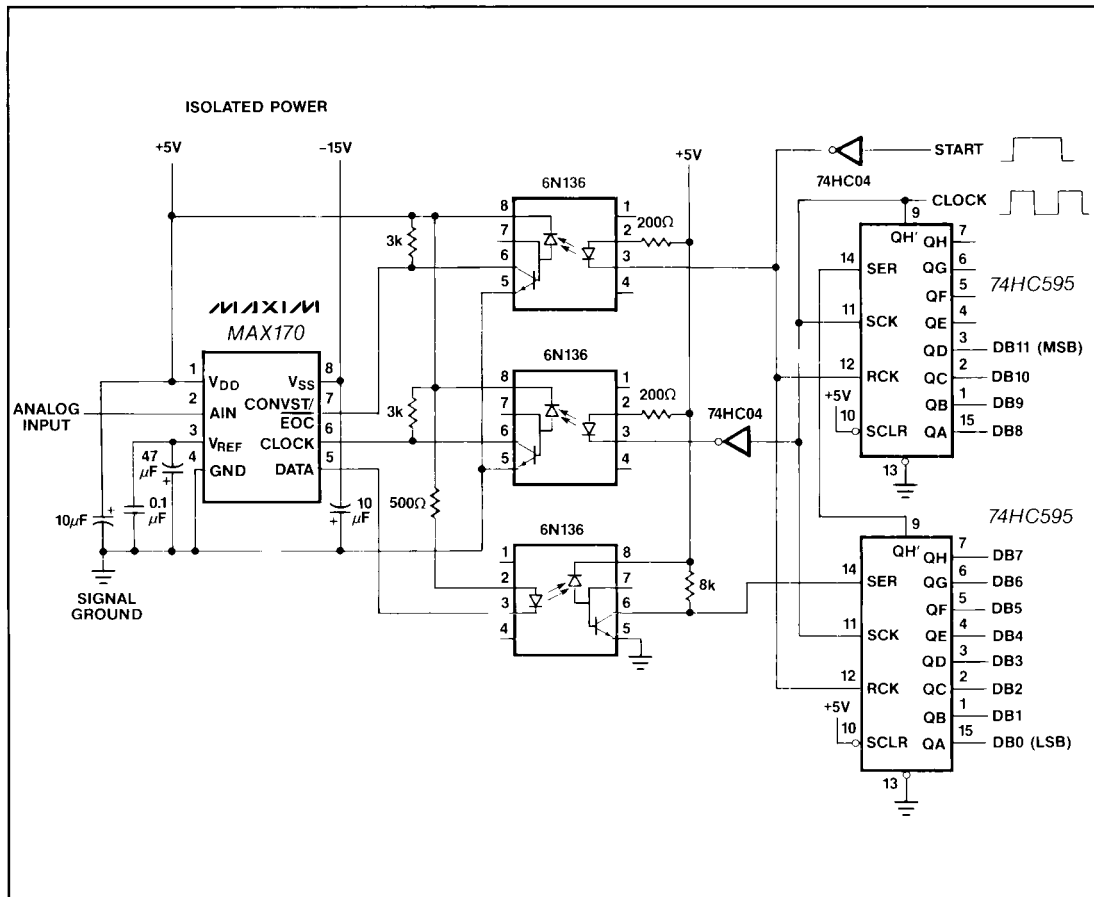 ISOLATED POWER
+5V
-15V
+5V
6N136
8
7
6
5
1
2
3
4
3k
200Ω
74HC04
START
CLOCK
MAXIM
MAX170
1 VDD
2 AIN
3 VREF
4 GND
VSS 8
CONVST/EOC 7
CLOCK 6
DATA 5
ANALOG INPUT
47 μF
0.1 μF
10μF
10 μF
SIGNAL GROUND
6N136
8
7
6
5
1
2
3
4
3k
200Ω
74HC04
500Ω
6N136
1
2
3
4
8
7
6
5
8k
74HC595
9
QH'
14 SER
11 SCK
12 RCK
+5V
10 SCLR
13
QH 7
QG 6
QF 5
QE 4
QD 3 DB11 (MSB)
QC 2 DB10
QB 1 DB9
QA 15 DB8
74HC595
9
QH'
14 SER
11 SCK
12 RCK
+5V
10 SCLR
13
QH 7 DB7
QG 6 DB6
QF 5 DB5
QE 4 DB4
QD 3 DB3
QC 2 DB2
QB 1 DB1
QA 15 DB0 (LSB)